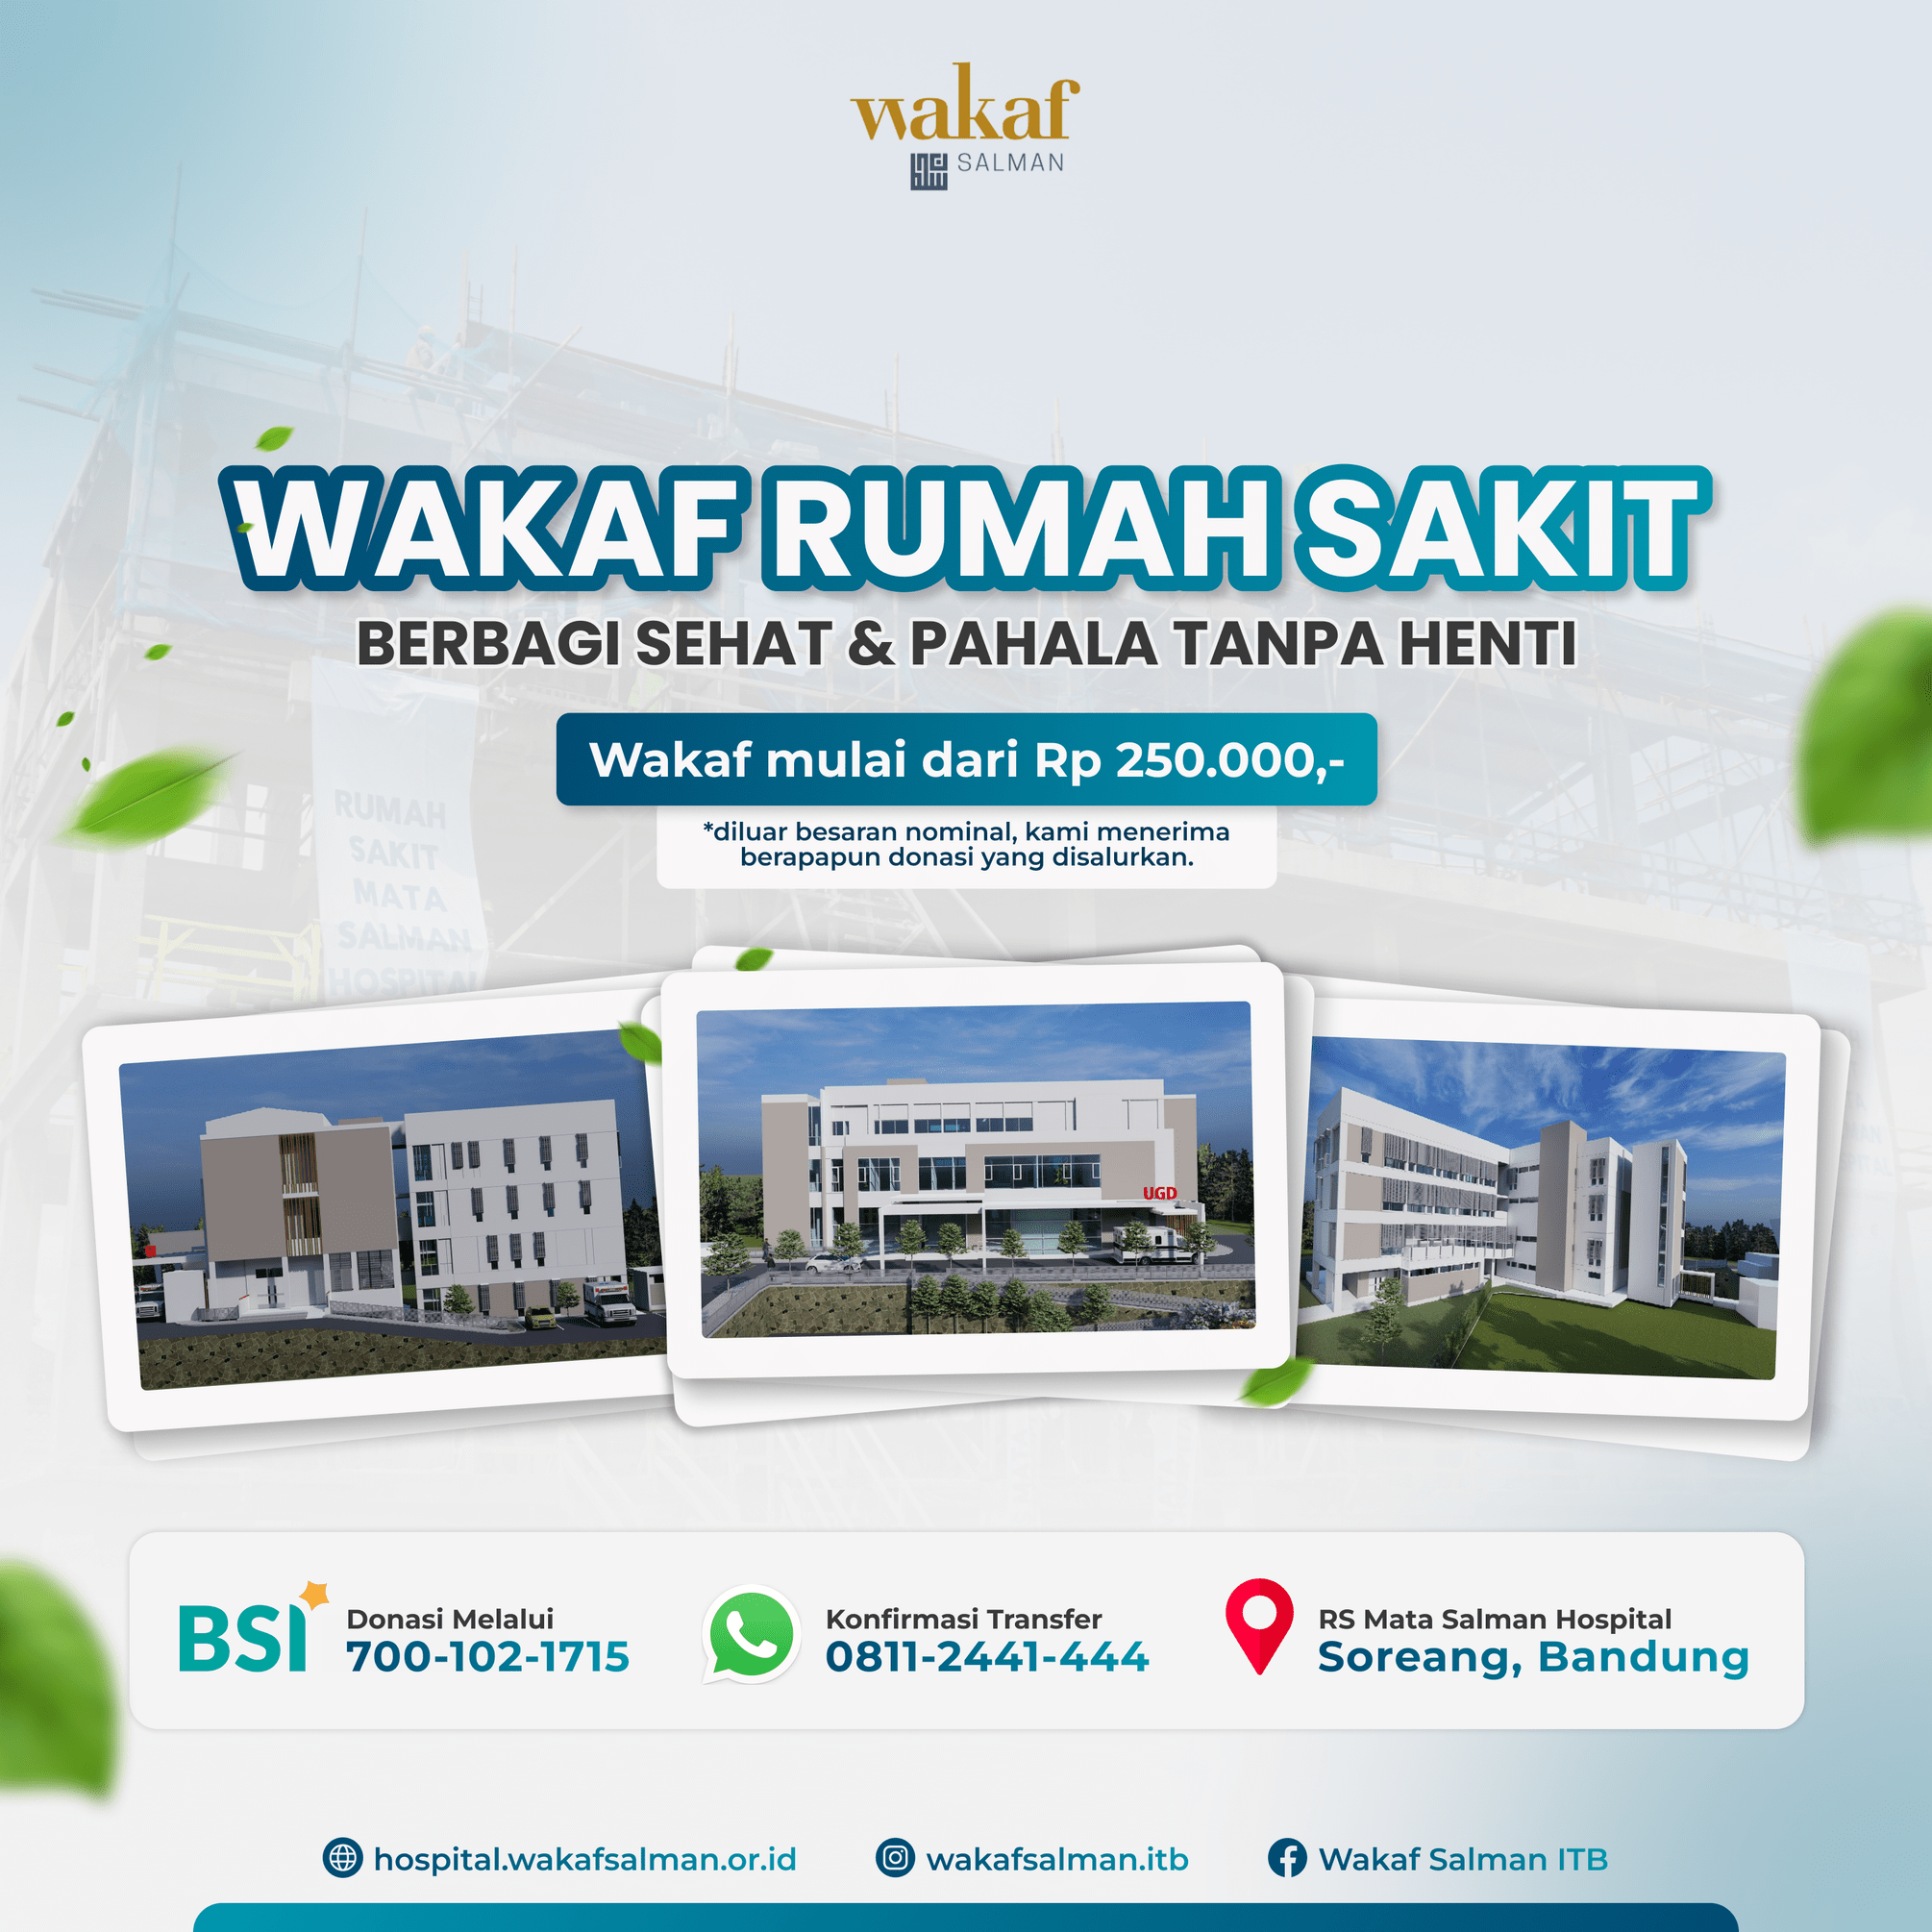 wakaf
SALMAN
WAKAF RUMAH SAKIT
BERBAGI SEHAT & PAHALA TANPA HENTI
Wakaf mulai dari Rp 250.000,-
*diluar besaran nominal, kami menerima
berapapun donasi yang disalurkan.
RUMAH
SAKIT
MATA
SALMAN
HOSPITAL
UGD
BSI
Donasi Melalui
700-102-1715
Konfirmasi Transfer
0811-2441-444
RS Mata Salman Hospital
Soreang, Bandung
hospital.wakafsalman.or.id
wakafsalman.itb
Wakaf Salman ITB